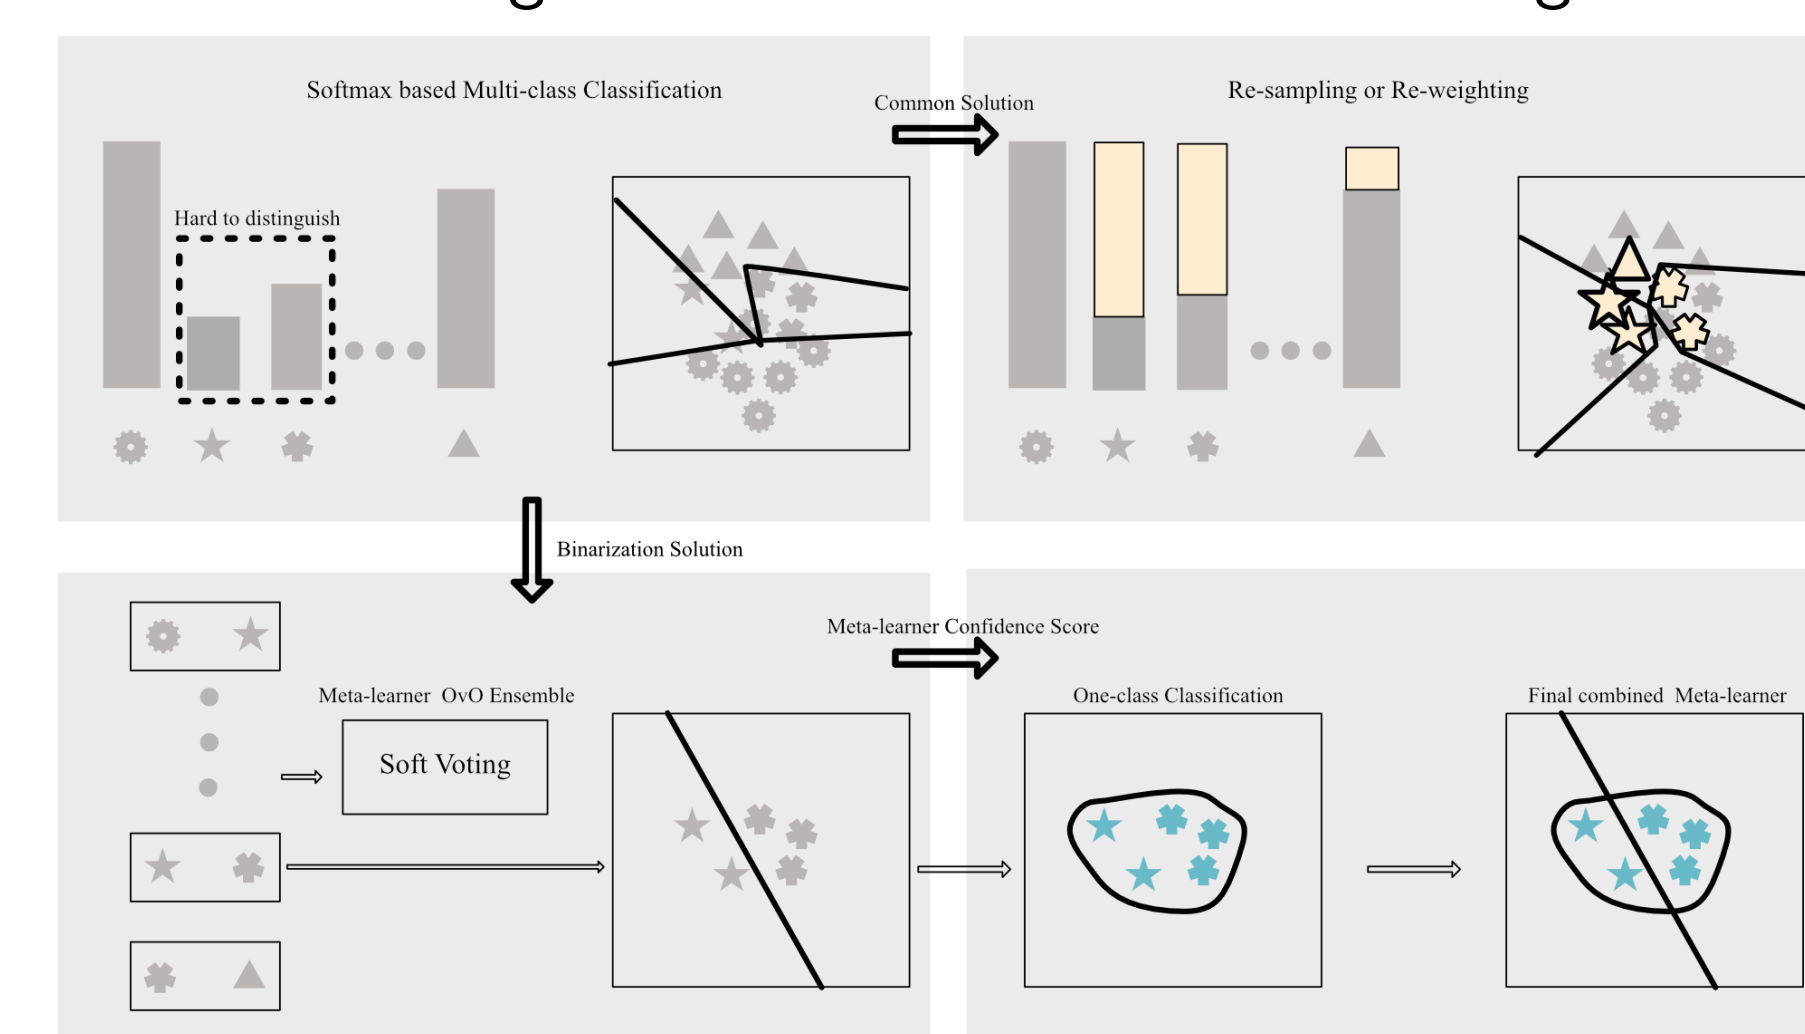 Softmax based Multi-class Classification
Common Solution
Re-sampling or Re-weighting
Hard to distinguish
Binarization Solution
Meta-learner Confidence Score
Meta-learner OvO Ensemble
Soft Voting
One-class Classification
Final combined Meta-learner